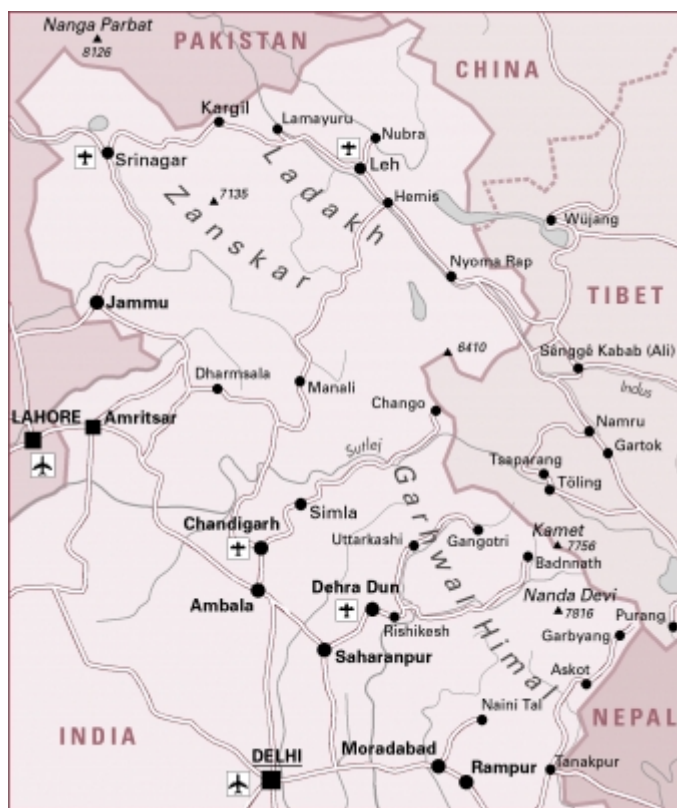 Nanga Parbat
8126
PAKISTAN
CHINA
Kargil
Lamayuru
Nubra
Srinagar
Leh
Ladakh
Zanskar
7135
Hemis
Wüjang
Nyoma Rap
TIBET
Jammu
6410
Sênggê Kabab (Ali)
Dharmsala
Manali
Indus
Chango
LAHORE
Amritsar
Namru
Sutlej
Gartok
Tsaparang
Töling
Garhwal Himal
Simla
Chandigarh
Uttarkashi
Gangotri
Kamet
7756
Badnnath
Ambala
Dehra Dun
Nanda Devi
7816
Purang
Rishikesh
Garbyang
Saharanpur
Askot
Naini Tal
NEPAL
INDIA
DELHI
Moradabad
Tanakpur
Rampur